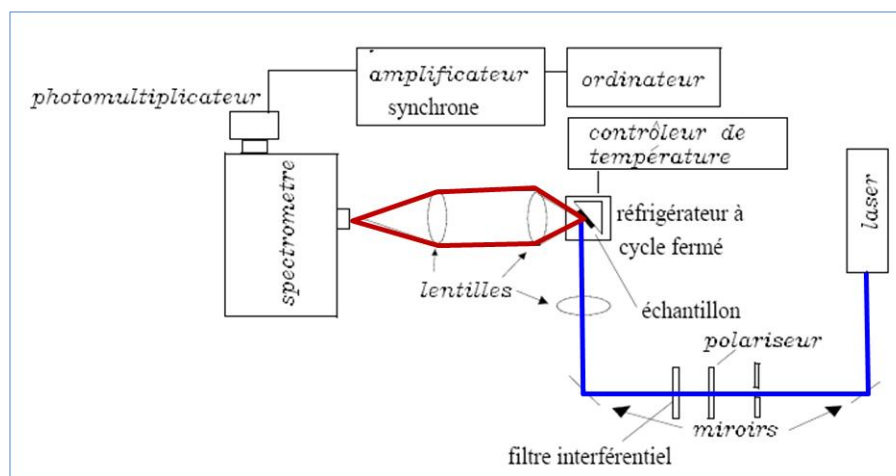 photomultiplicateur
amplificateur
synchrone
ordinateur
contrôleur de
température
spectrometre
laser
réfrigérateur à
cycle fermé
lentilles
échantillon
polariseur
miroirs
filtre interférentiel